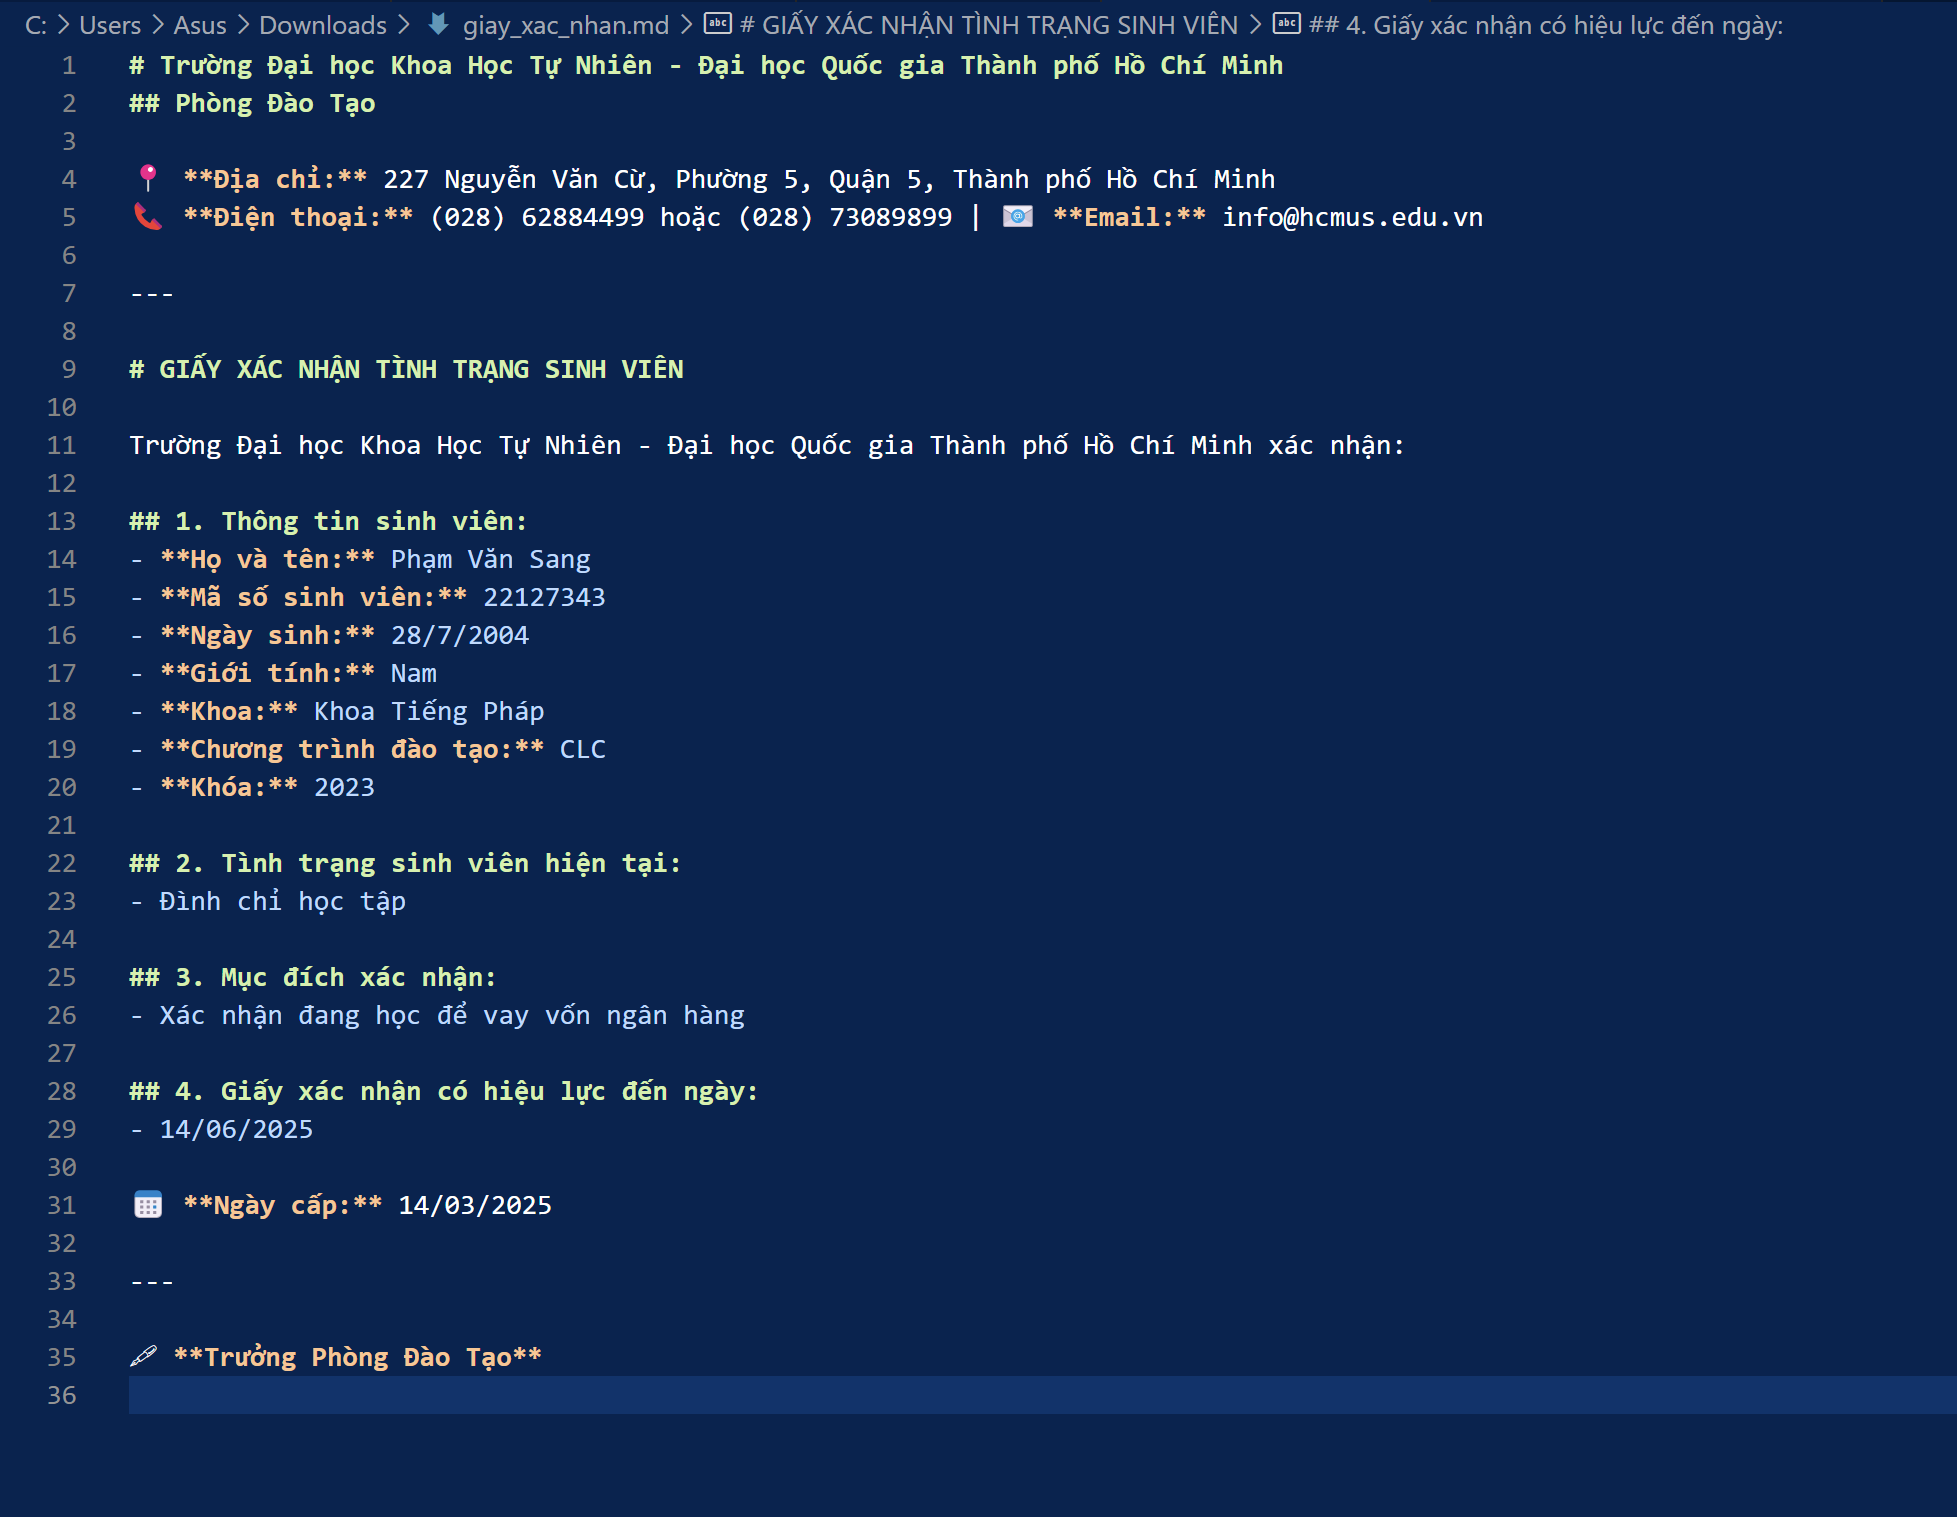 C: > Users > Asus > Downloads > giay_xac_nhan.md > # GIẤY XÁC NHẬN TÌNH TRẠNG SINH VIÊN > ## 4. Giấy xác nhận có hiệu lực đến ngày:
1 # Trường Đại học Khoa Học Tự Nhiên - Đại học Quốc gia Thành phố Hồ Chí Minh
2 ## Phòng Đào Tạo
3
4 📍 **Địa chỉ:** 227 Nguyễn Văn Cừ, Phường 5, Quận 5, Thành phố Hồ Chí Minh
5 📞 **Điện thoại:** (028) 62884499 hoặc (028) 73089899 | 📧 **Email:** info@hcmus.edu.vn
6
7 ---
8
9 # GIẤY XÁC NHẬN TÌNH TRẠNG SINH VIÊN
10
11 Trường Đại học Khoa Học Tự Nhiên - Đại học Quốc gia Thành phố Hồ Chí Minh xác nhận:
12
13 ## 1. Thông tin sinh viên:
14 - **Họ và tên:** Phạm Văn Sang
15 - **Mã số sinh viên:** 22127343
16 - **Ngày sinh:** 28/7/2004
17 - **Giới tính:** Nam
18 - **Khoa:** Khoa Tiếng Pháp
19 - **Chương trình đào tạo:** CLC
20 - **Khóa:** 2023
21
22 ## 2. Tình trạng sinh viên hiện tại:
23 - Đình chỉ học tập
24
25 ## 3. Mục đích xác nhận:
26 - Xác nhận đang học để vay vốn ngân hàng
27
28 ## 4. Giấy xác nhận có hiệu lực đến ngày:
29 - 14/06/2025
30
31 📅 **Ngày cấp:** 14/03/2025
32
33 ---
34
35 🖋 **Trưởng Phòng Đào Tạo**
36